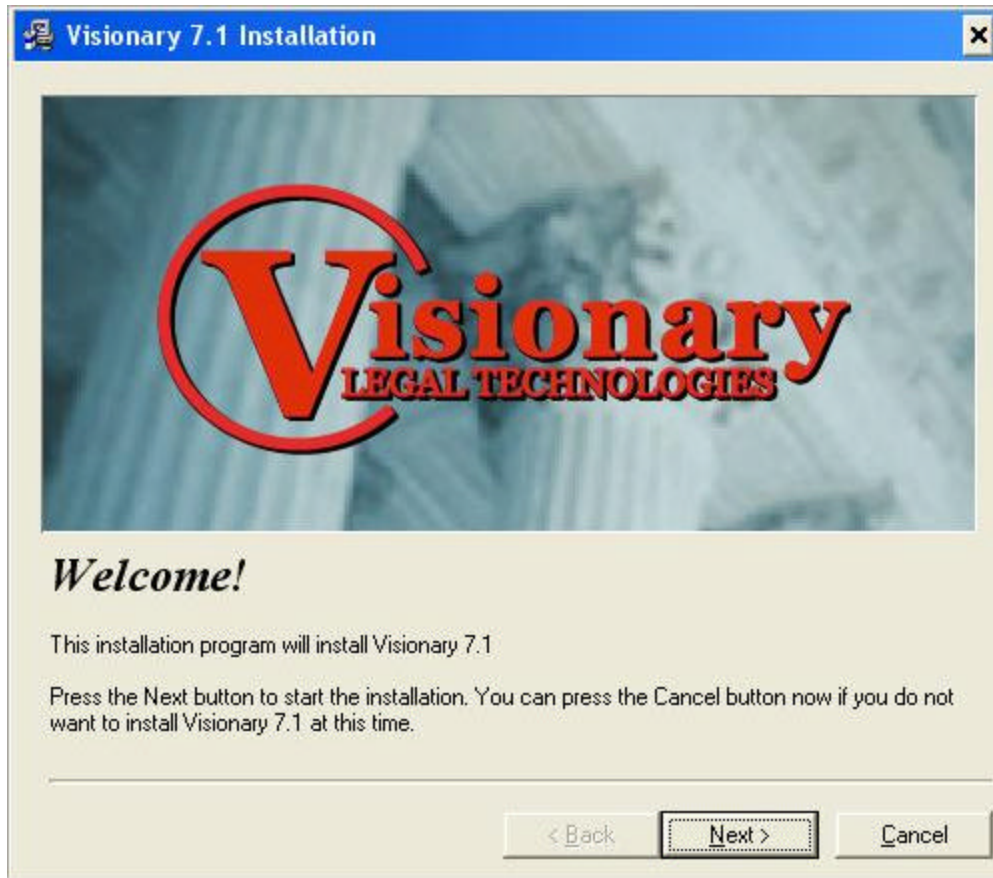 Visionary 7.1 Installation
Visionary
LEGAL TECHNOLOGIES
Welcome!
This installation program will install Visionary 7.1
Press the Next button to start the installation. You can press the Cancel button now if you do not
want to install Visionary 7.1 at this time.
< Back Next > Cancel